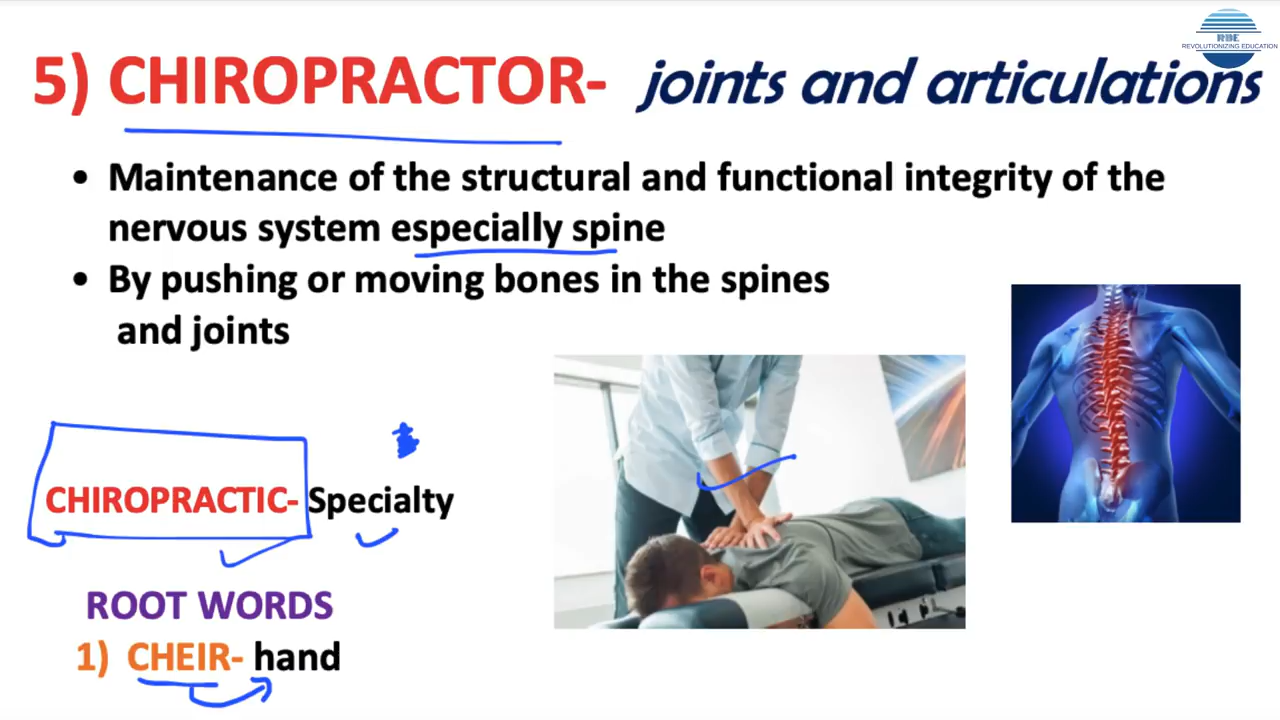 RBE
REVOLUTIONIZING EDUCATION
5) CHIROPRACTOR- joints and articulations
• Maintenance of the structural and functional integrity of the
nervous system especially spine
• By pushing or moving bones in the spines
and joints
CHIROPRACTIC- Specialty
ROOT WORDS
1) CHEIR- hand